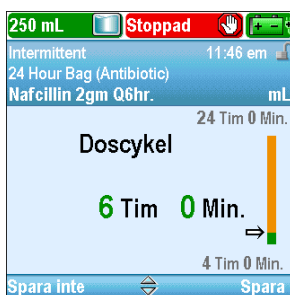 250 mL Stoppad
Intermittent 11:46 em
24 Hour Bag (Antibiotic)
Nafcillin 2gm Q6hr. mL
24 Tim 0 Min.
Doscykel
6 Tim 0 Min.
4 Tim 0 Min.
Spara inte Spara